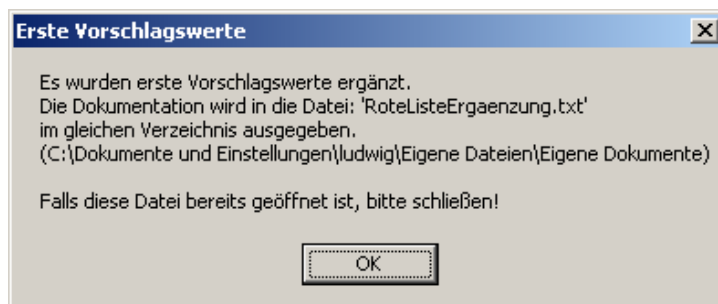 Erste Vorschlagswerte
Es wurden erste Vorschlagswerte ergänzt.
Die Dokumentation wird in die Datei: 'RoteListeErgaenzung.txt'
im gleichen Verzeichnis ausgegeben.
(C:\Dokumente und Einstellungen\ludwig\Eigene Dateien\Eigene Dokumente)
Falls diese Datei bereits geöffnet ist, bitte schließen!
OK